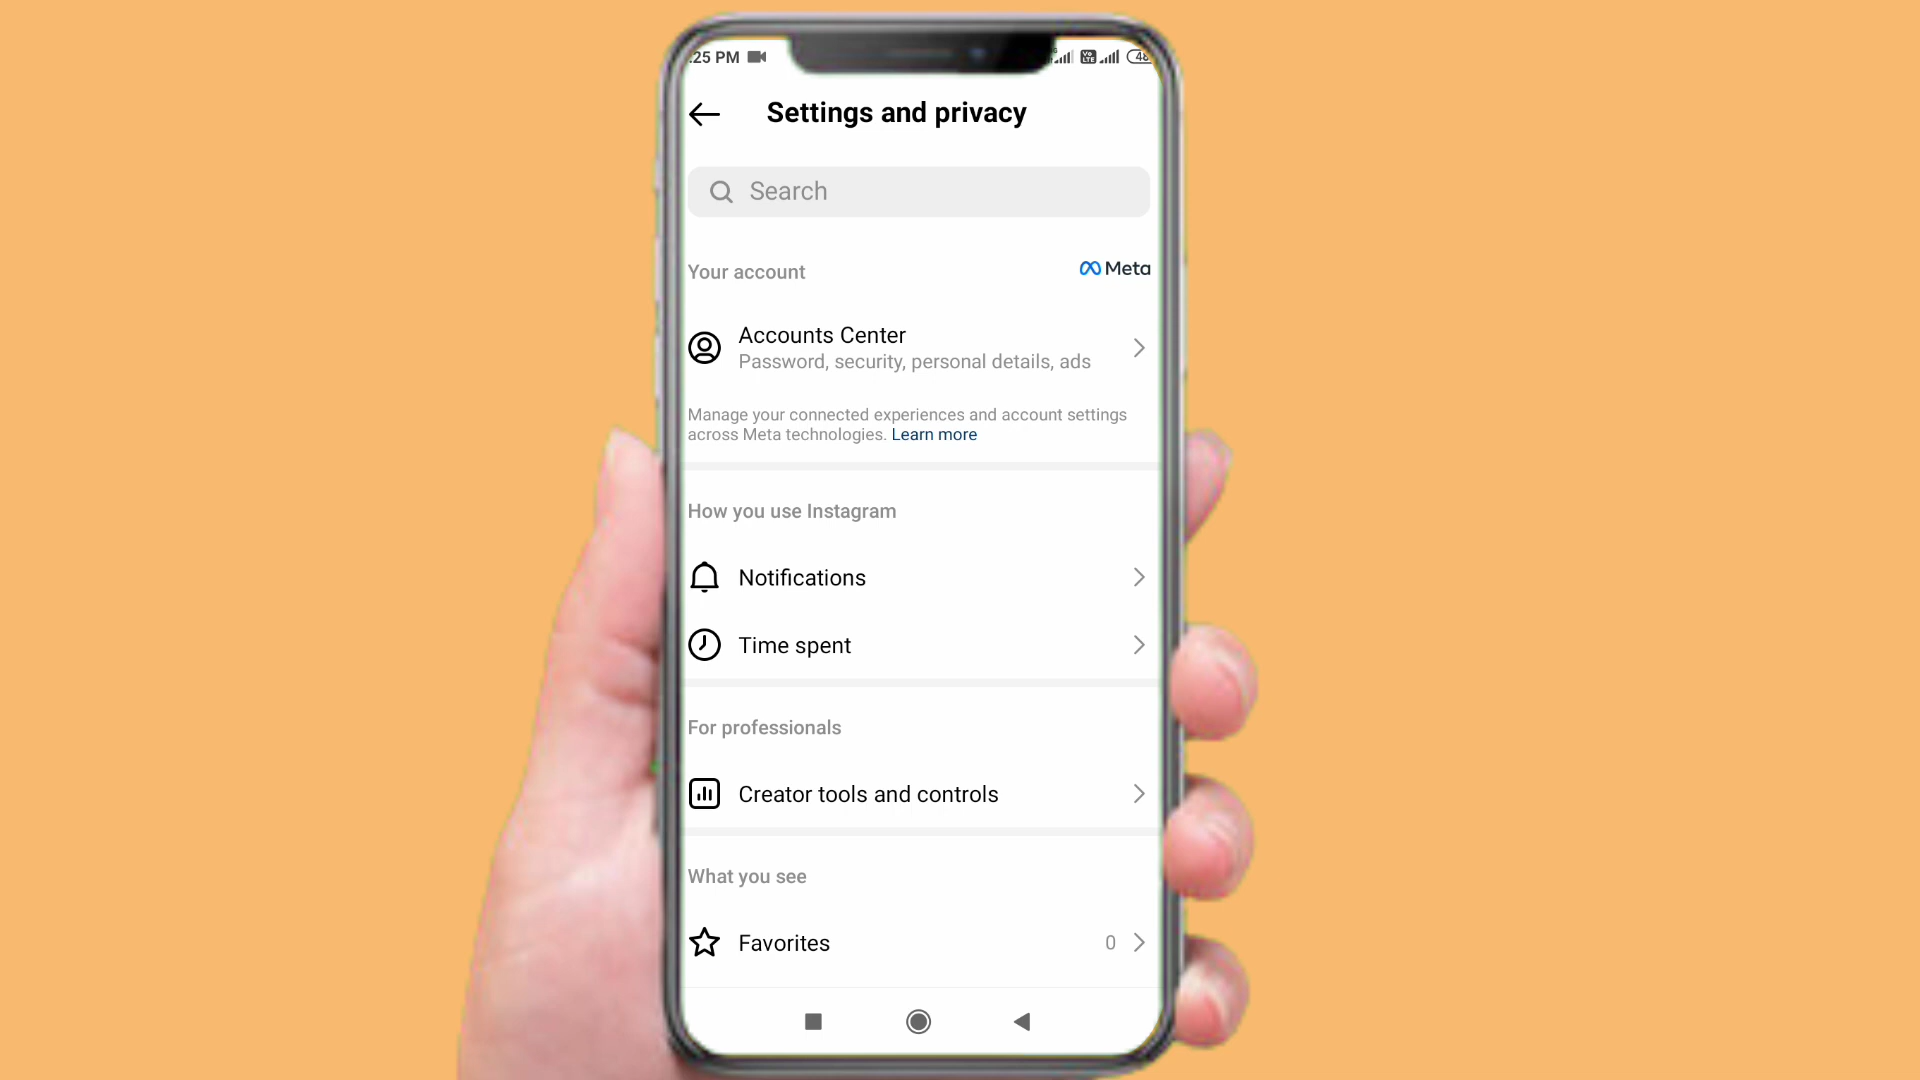 :25 PM
48
Settings and privacy
Search
Your account
Meta
Accounts Center
Password, security, personal details, ads
Manage your connected experiences and account settings
across Meta technologies. Learn more
How you use Instagram
Notifications
Time spent
For professionals
Creator tools and controls
What you see
Favorites
0